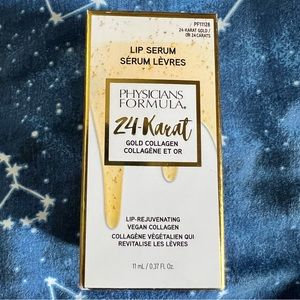 PF11128
24-KARAT GOLD /
OR 24 CARATS
LIP SERUM
SÉRUM LÈVRES
PHYSICIANS
FORMULA®
24-Karat
GOLD COLLAGEN
COLLAGÈNE ET OR
LIP-REJUVENATING
VEGAN COLLAGEN
COLLAGÈNE VÉGÉTALIEN QUI
REVITALISE LES LÈVRES
11 mL / 0.37 Fl. Oz.